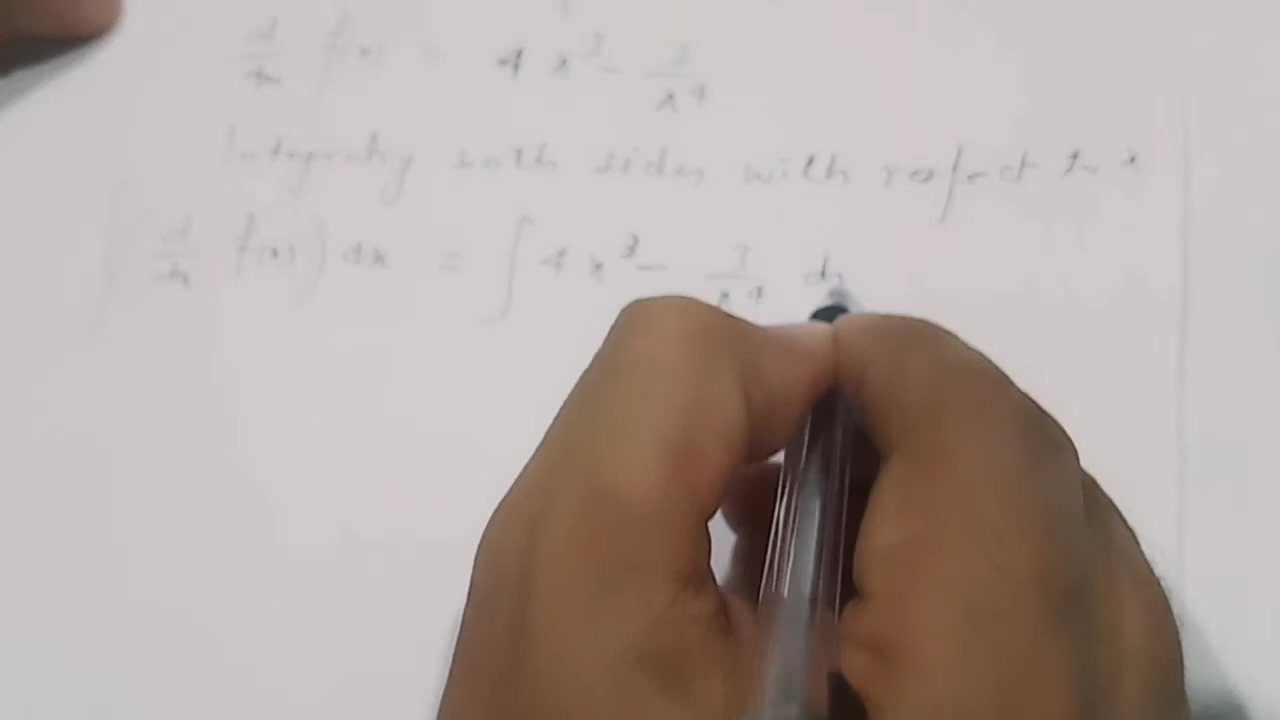 d/dx f(x) = 4x³ - 3/x⁴
Integrating both sides with respect to x
∫(d/dx f(x)) dx = ∫ 4x³ - 3/x⁴ dx